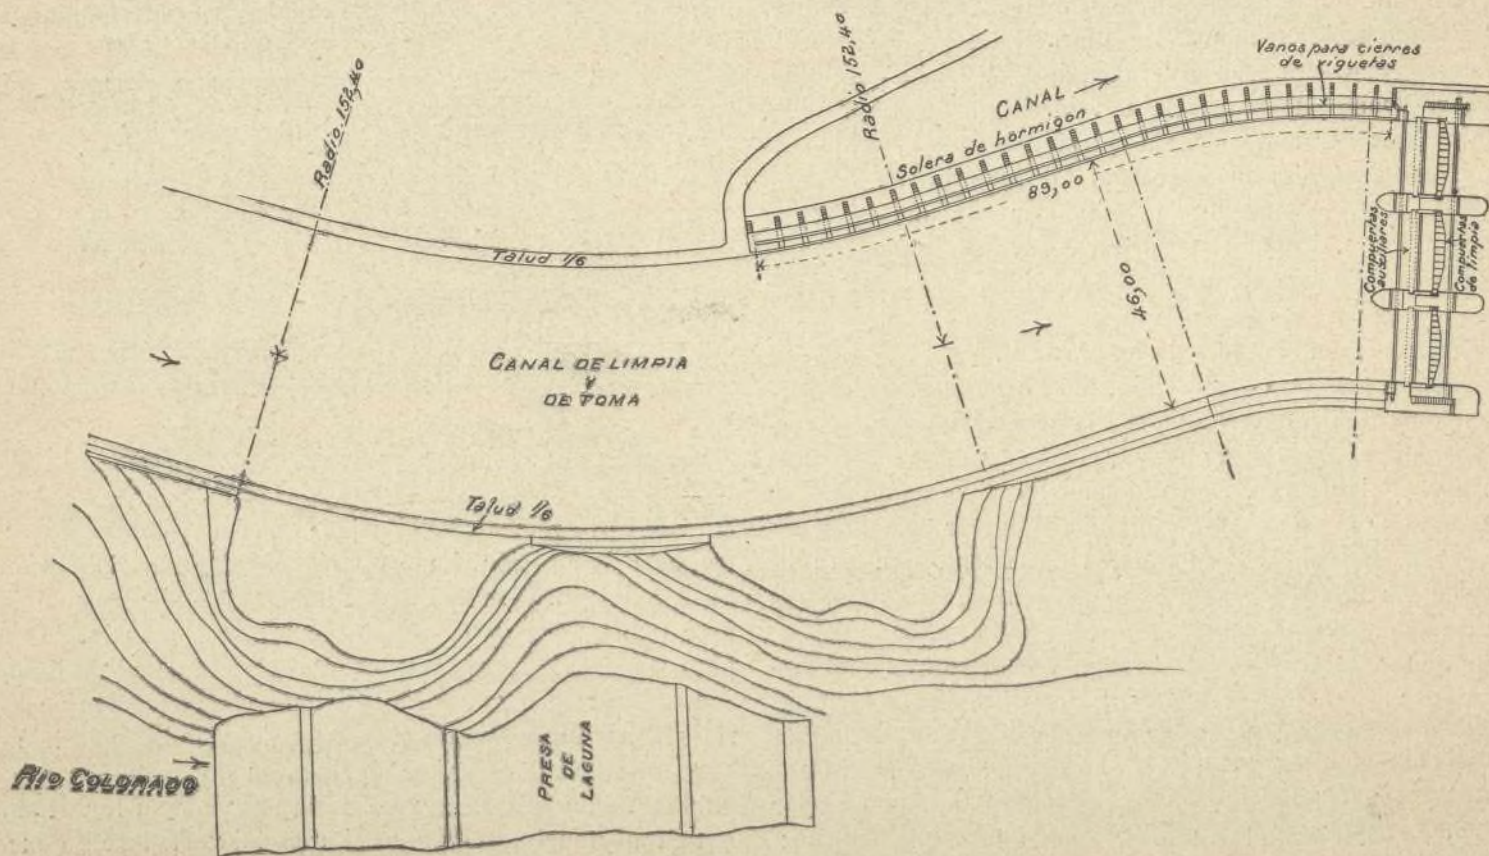 Radio 152,40
Radio 152,40
CANAL
Solera de hormigon
Vanos para cierres
de viguetas
89,00
46,00
Compuertas
auxiliares
Compuertas
de limpia
Talud 1/6
CANAL DE LIMPIA
Y
DE TOMA
Talud 1/6
PRESA
DE
LAGUNA
RIO COLORADO